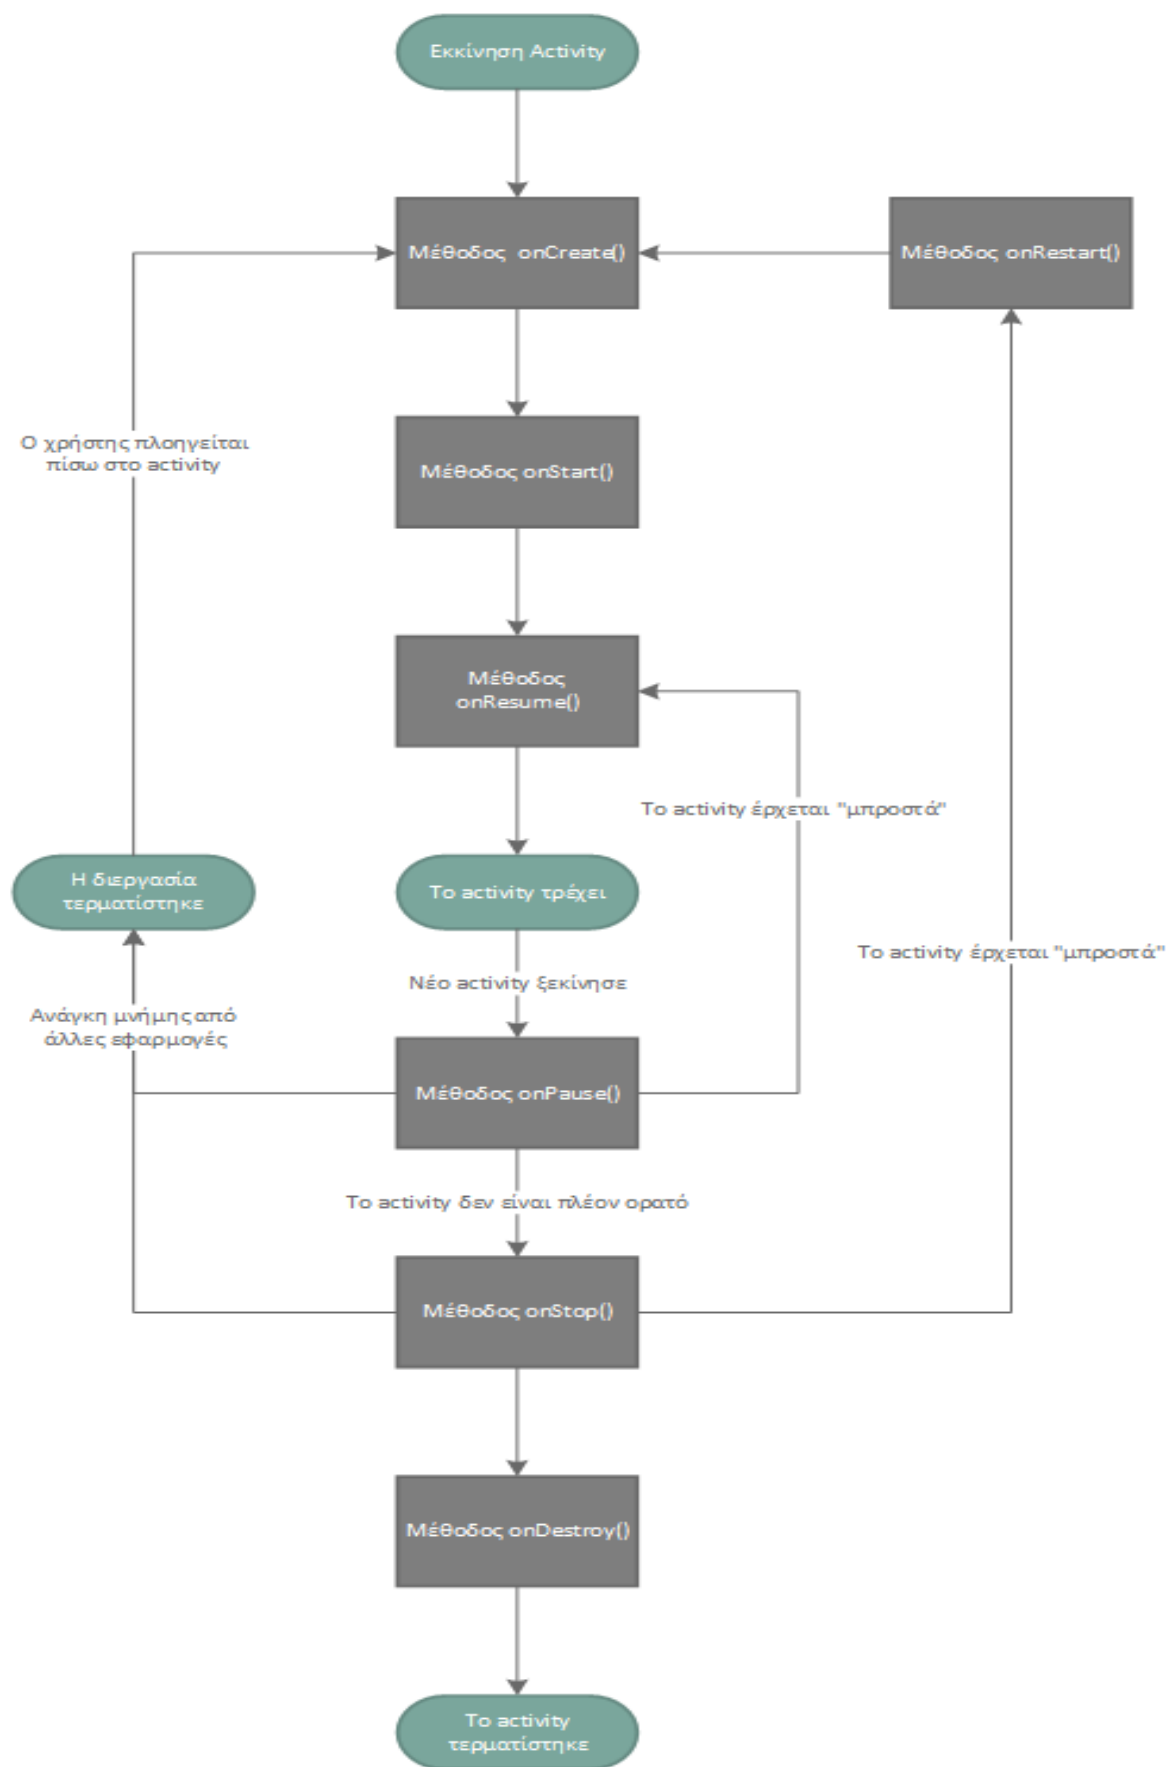 Εκκίνηση Activity
Μέθοδος onCreate()
Μέθοδος onRestart()
Ο χρήστης πλοηγείται
πίσω στο activity
Μέθοδος onStart()
Μέθοδος
onResume()
Το activity έρχεται "μπροστά"
Η διεργασία
τερματίστηκε
Το activity τρέχει
Το activity έρχεται "μπροστά"
Νέο activity ξεκίνησε
Ανάγκη μνήμης από
άλλες εφαρμογές
Μέθοδος onPause()
Το activity δεν είναι πλέον ορατό
Μέθοδος onStop()
Μέθοδος onDestroy()
Το activity
τερματίστηκε